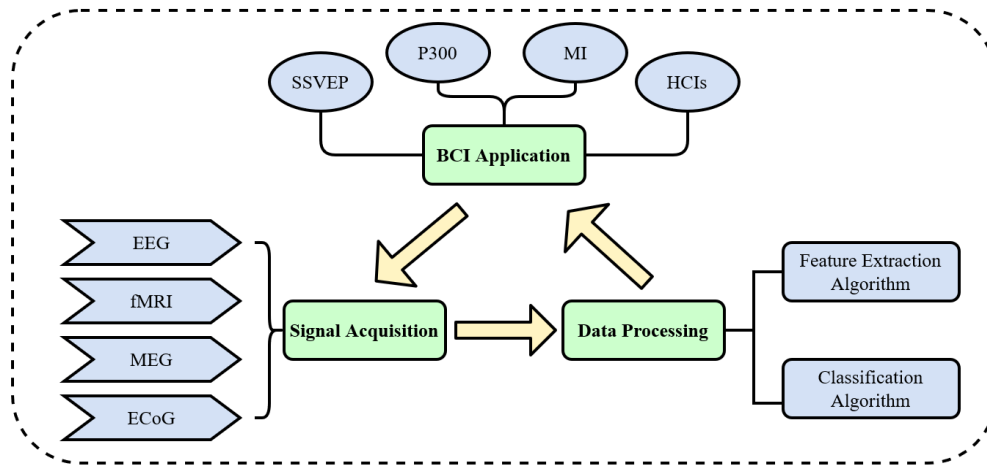 P300
MI
SSVEP
HCIs
BCI Application
EEG
fMRI
MEG
ECoG
Signal Acquisition
Data Processing
Feature Extraction
Algorithm
Classification
Algorithm